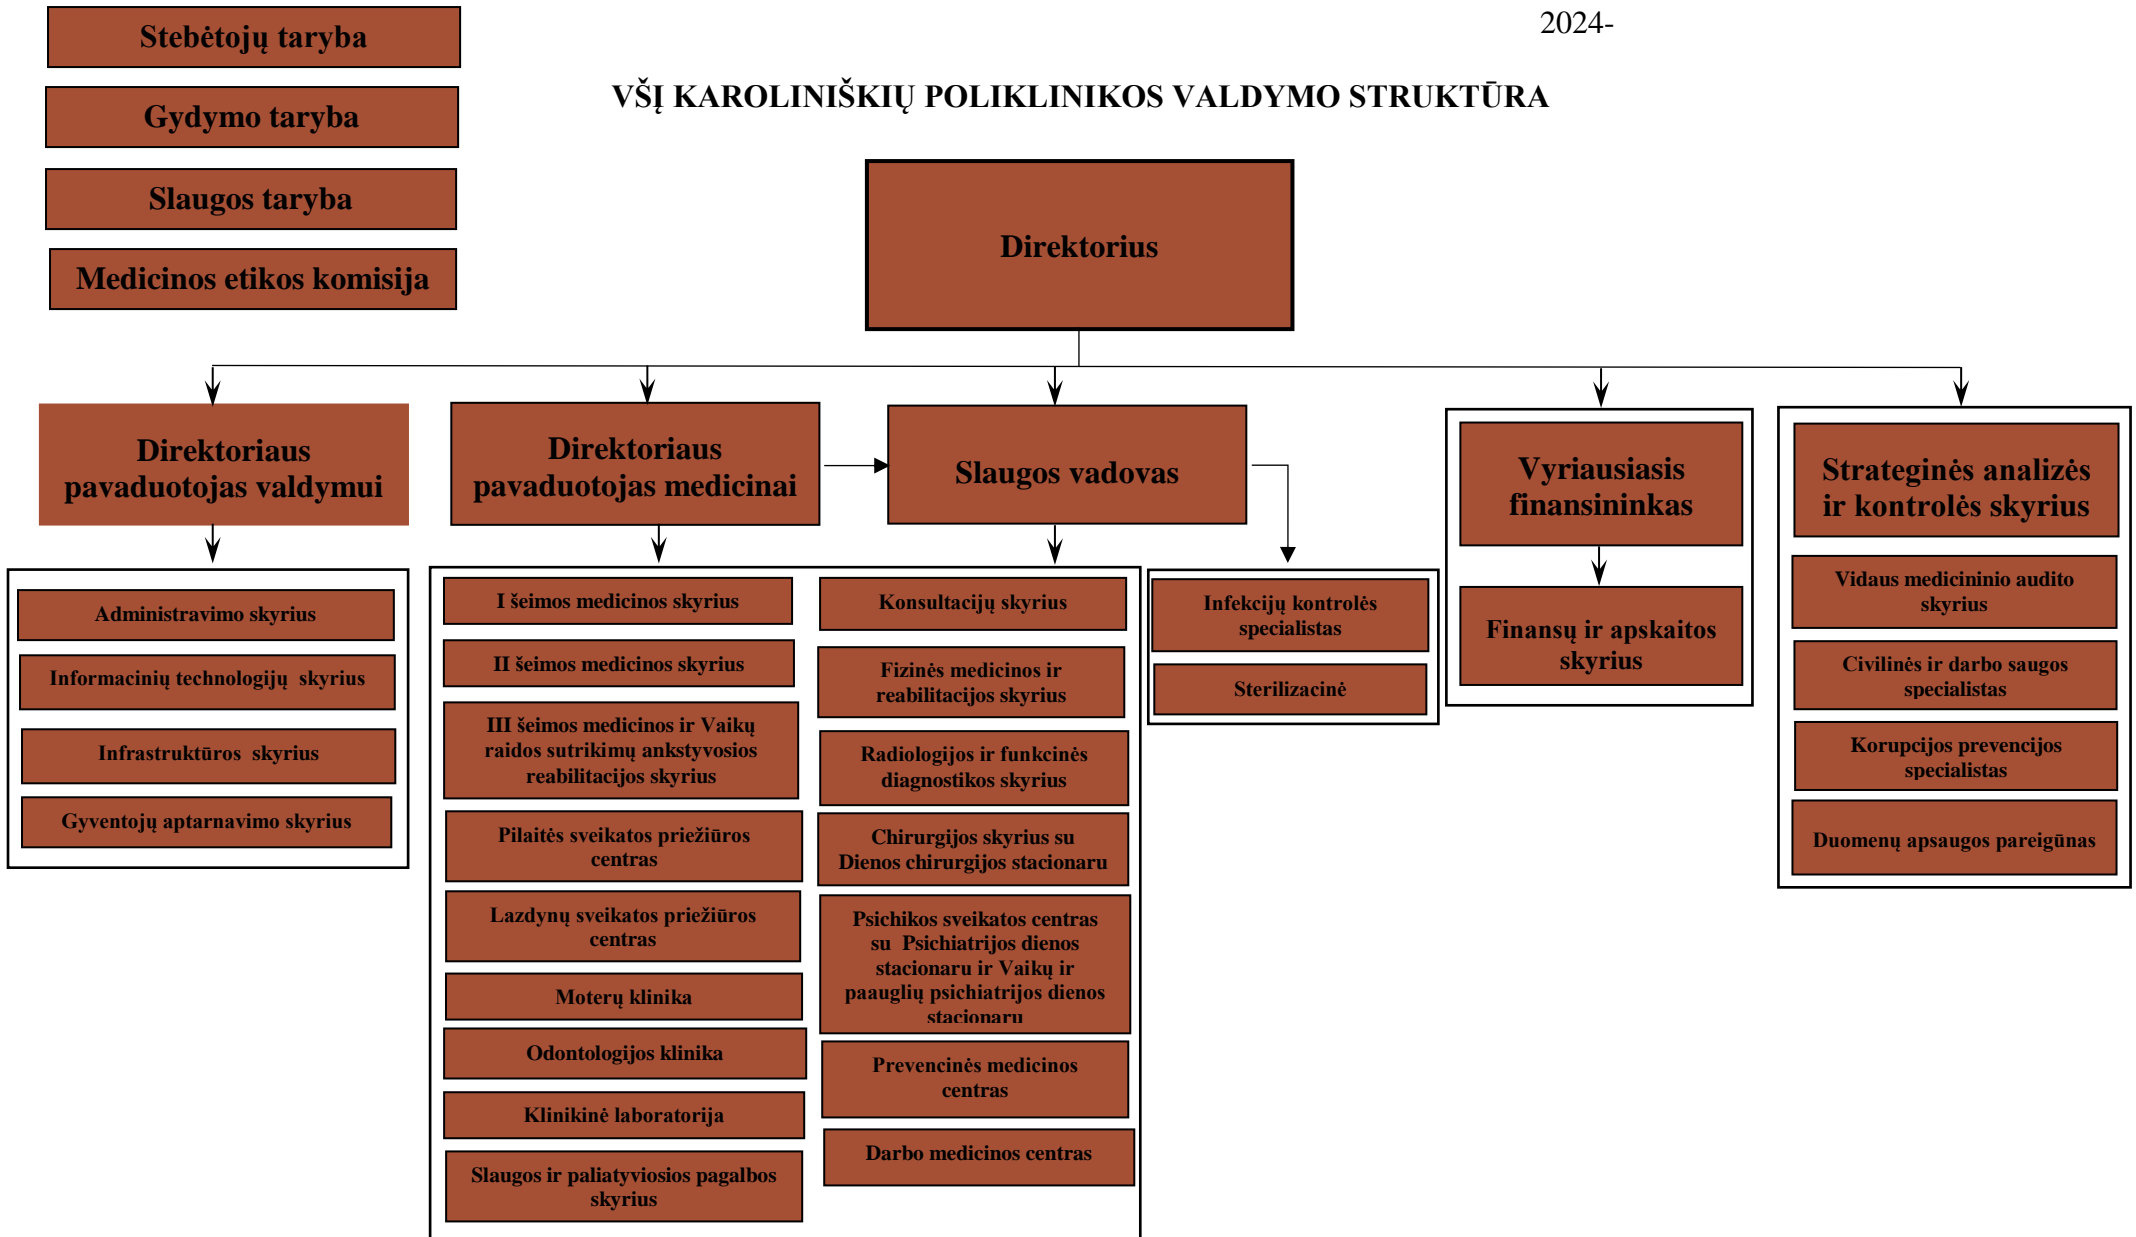 2024-
Stebėtojų taryba
Gydymo taryba
Slaugos taryba
Medicinos etikos komisija
VŠĮ KAROLINIŠKIŲ POLIKLINIKOS VALDYMO STRUKTŪRA
Direktorius
Direktoriaus
pavaduotojas valdymui
Direktoriaus
pavaduotojas medicinai
Slaugos vadovas
Vyriausiasis
finansininkas
Strateginės analizės
ir kontrolės skyrius
Administravimo skyrius
Informacinių technologijų skyrius
Infrastruktūros skyrius
Gyventojų aptarnavimo skyrius
I šeimos medicinos skyrius
II šeimos medicinos skyrius
III šeimos medicinos ir Vaikų
raidos sutrikimų ankstyvosios
reabilitacijos skyrius
Pilaitės sveikatos priežiūros
centras
Lazdynų sveikatos priežiūros
centras
Moterų klinika
Odontologijos klinika
Klinikinė laboratorija
Slaugos ir paliatyviosios pagalbos
skyrius
Konsultacijų skyrius
Fizinės medicinos ir
reabilitacijos skyrius
Radiologijos ir funkcinės
diagnostikos skyrius
Chirurgijos skyrius su
Dienos chirurgijos stacionaru
Psichikos sveikatos centras
su Psichiatrijos dienos
stacionaru ir Vaikų ir
paauglių psichiatrijos dienos
stacionaru
Prevencinės medicinos
centras
Darbo medicinos centras
Infekcijų kontrolės
specialistas
Sterilizacinė
Finansų ir apskaitos
skyrius
Vidaus medicininio audito
skyrius
Civilinės ir darbo saugos
specialistas
Korupcijos prevencijos
specialistas
Duomenų apsaugos pareigūnas